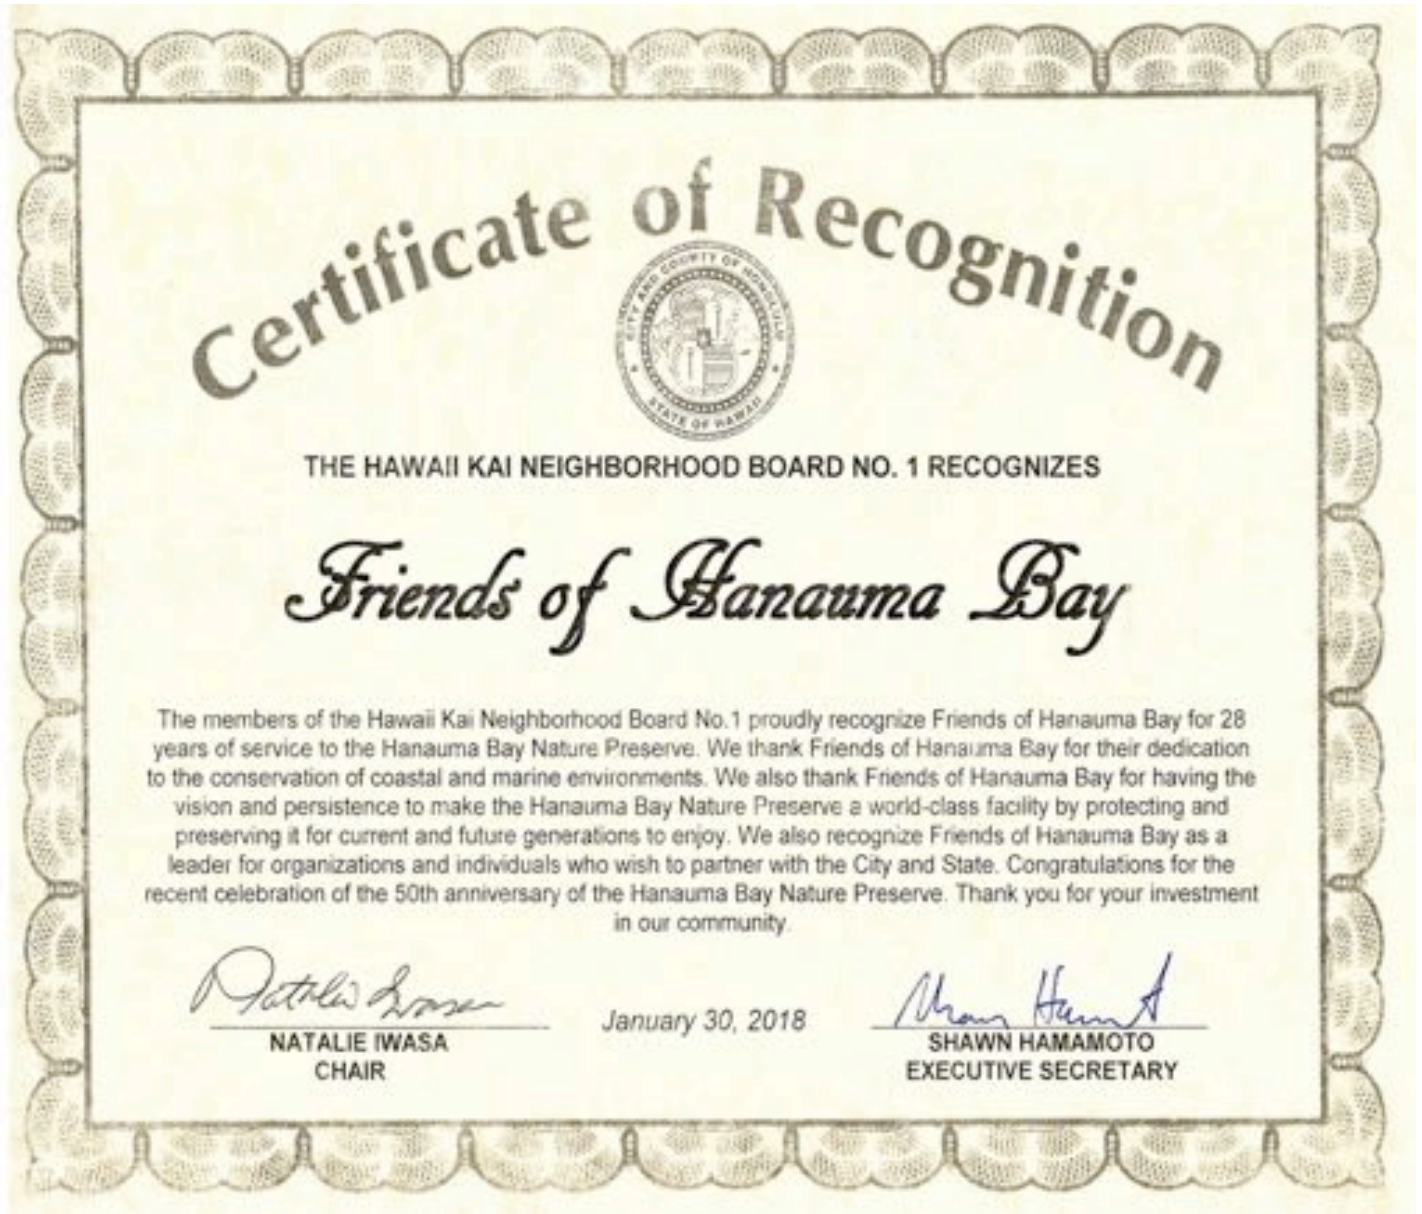 Certificate of Recognition
CITY AND COUNTY OF HONOLULU
STATE OF HAWAII
THE HAWAII KAI NEIGHBORHOOD BOARD NO. 1 RECOGNIZES
Friends of Hanauma Bay
The members of the Hawaii Kai Neighborhood Board No.1 proudly recognize Friends of Hanauma Bay for 28
years of service to the Hanauma Bay Nature Preserve. We thank Friends of Hanauma Bay for their dedication
to the conservation of coastal and marine environments. We also thank Friends of Hanauma Bay for having the
vision and persistence to make the Hanauma Bay Nature Preserve a world-class facility by protecting and
preserving it for current and future generations to enjoy. We also recognize Friends of Hanauma Bay as a
leader for organizations and individuals who wish to partner with the City and State. Congratulations for the
recent celebration of the 50th anniversary of the Hanauma Bay Nature Preserve. Thank you for your investment
in our community.
Natalie Iwasa
January 30, 2018
Shawn Hamamoto
NATALIE IWASA
SHAWN HAMAMOTO
CHAIR
EXECUTIVE SECRETARY